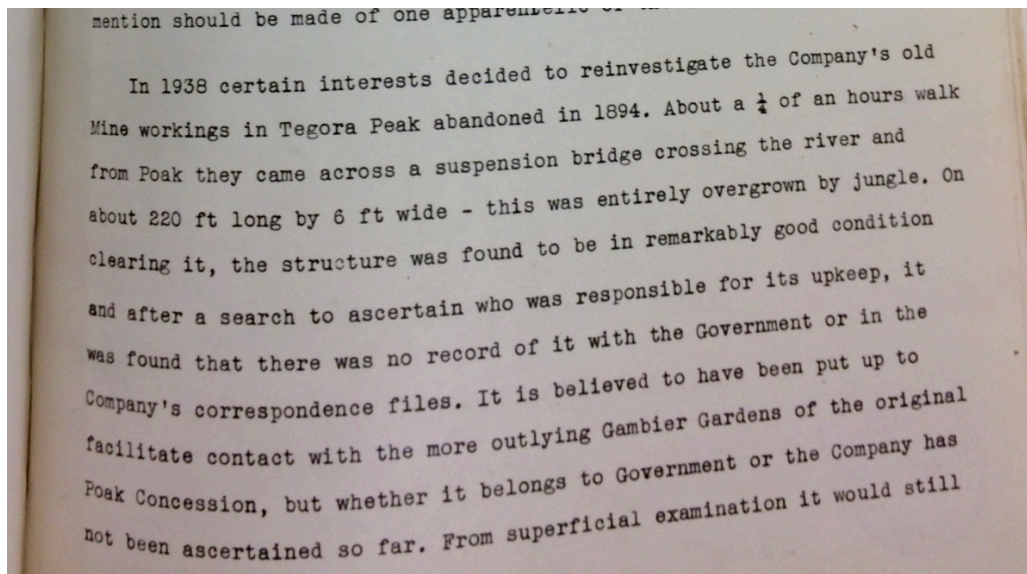 mention should be made of one
In 1938 certain interests decided to reinvestigate the Company's old
Mine workings in Tegora Peak abandoned in 1894. About a ¼ of an hours walk
from Poak they came across a suspension bridge crossing the river and
about 220 ft long by 6 ft wide - this was entirely overgrown by jungle. On
clearing it, the structure was found to be in remarkably good condition
and after a search to ascertain who was responsible for its upkeep, it
was found that there was no record of it with the Government or in the
Company's correspondence files. It is believed to have been put up to
facilitate contact with the more outlying Gambier Gardens of the original
Poak Concession, but whether it belongs to Government or the Company has
not been ascertained so far. From superficial examination it would still